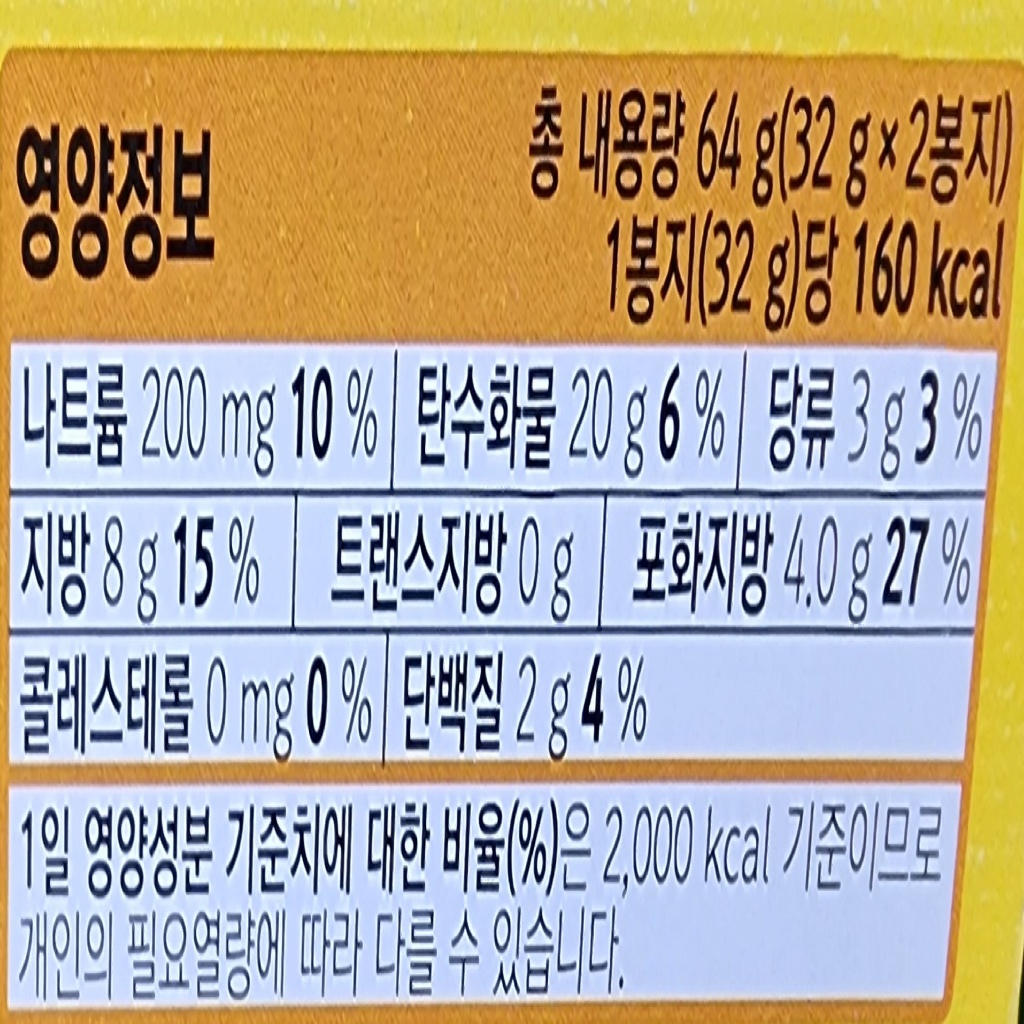 영양정보
총 내용량 64 g(32 g×2봉지)
1봉지(32 g)당 160 kcal
나트륨 200 mg 10 % 탄수화물 20 g 6 % 당류 3 g 3 %
지방 8 g 15 % 트랜스지방 0 g 포화지방 4.0 g 27 %
콜레스테롤 0 mg 0 % 단백질 2 g 4 %
1일 영양성분 기준치에 대한 비율(%)은 2,000 kcal 기준이므로
개인의 필요열량에 따라 다를 수 있습니다.